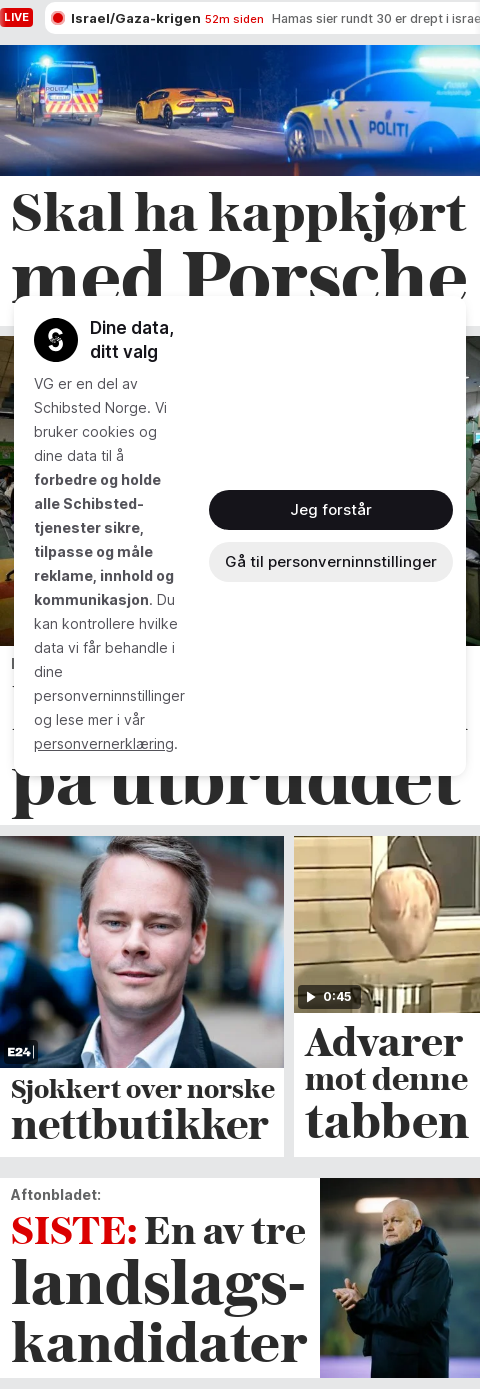 LIVE
Israel/Gaza-krigen 52m siden Hamas sier rundt 30 er drept i israe
POLITI
POLITI
Skal ha kappkjørt
med Porsche
Dine data,
ditt valg
VG er en del av
Schibsted Norge. Vi
bruker cookies og
dine data til å
forbedre og holde
alle Schibsted-
tjenester sikre,
tilpasse og måle
reklame, innhold og
kommunikasjon. Du
kan kontrollere hvilke
data vi får behandle i
dine
personverninnstillinger
og lese mer i vår
personvernerklæring.
Jeg forstår
Gå til personverninnstillinger
på utbruddet
E24
Sjokkert over norske
nettbutikker
0:45
Advarer
mot denne
tabben
Aftonbladet:
SISTE: En av tre
landslags-
kandidater